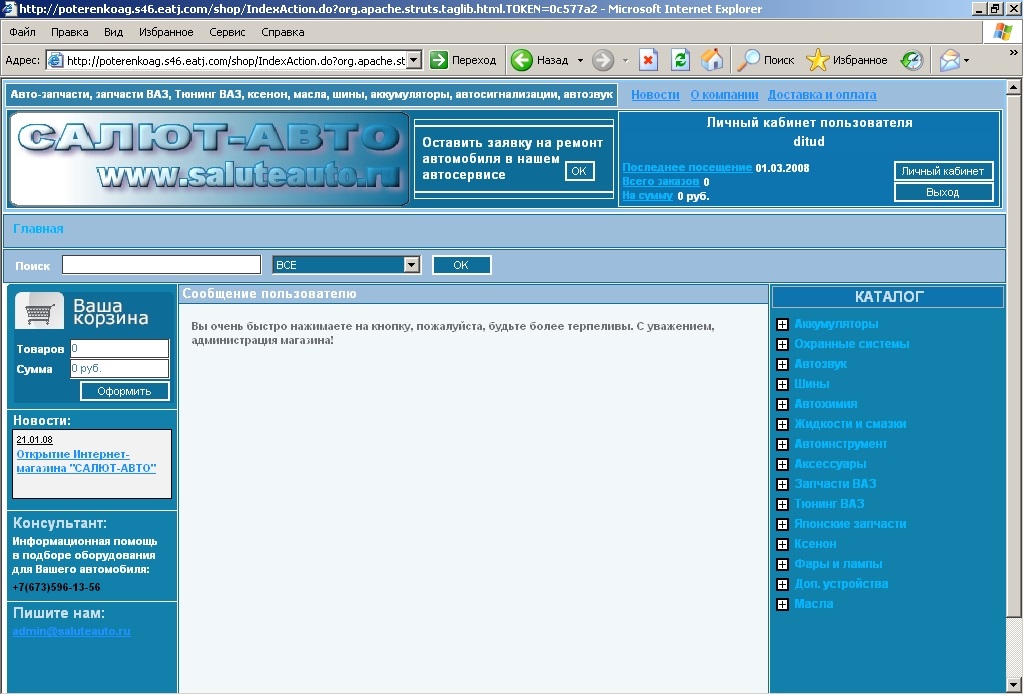 http://poterenkoag.s46.eatj.com/shop/IndexAction.do?org.apache.struts.taglib.html.TOKEN=0c577a2 - Microsoft Internet Explorer
Файл Правка Вид Избранное Сервис Справка
Адрес: http://poterenkoag.s46.eatj.com/shop/IndexAction.do?org.apache.st Переход Назад Поиск Избранное
Авто-запчасти, запчасти ВАЗ, Тюнинг ВАЗ, ксенон, масла, шины, аккумуляторы, автосигнализации, автозвук
Новости О компании Доставка и оплата
САЛЮТ-АВТО
www.saluteauto.ru
Оставить заявку на ремонт
автомобиля в нашем
автосервисе
OK
Личный кабинет пользователя
ditud
Последнее посещение 01.03.2008
Всего заказов 0
На сумму 0 руб.
Личный кабинет
Выход
Главная
Поиск ВСЕ OK
Ваша
корзина
Товаров 0
Сумма 0 руб.
Оформить
Новости:
21.01.08
Открытие Интернет-
магазина "САЛЮТ-АВТО"
Консультант:
Информационная помощь
в подборе оборудования
для Вашего автомобиля:
+7(673)596-13-56
Пишите нам:
admin@saluteauto.ru
Сообщение пользователю
Вы очень быстро нажимаете на кнопку, пожалуйста, будьте более терпеливы. С уважением,
администрация магазина!
КАТАЛОГ
Аккумуляторы
Охранные системы
Автозвук
Шины
Автохимия
Жидкости и смазки
Автоинструмент
Аксессуары
Запчасти ВАЗ
Тюнинг ВАЗ
Японские запчасти
Ксенон
Фары и лампы
Доп. устройства
Масла